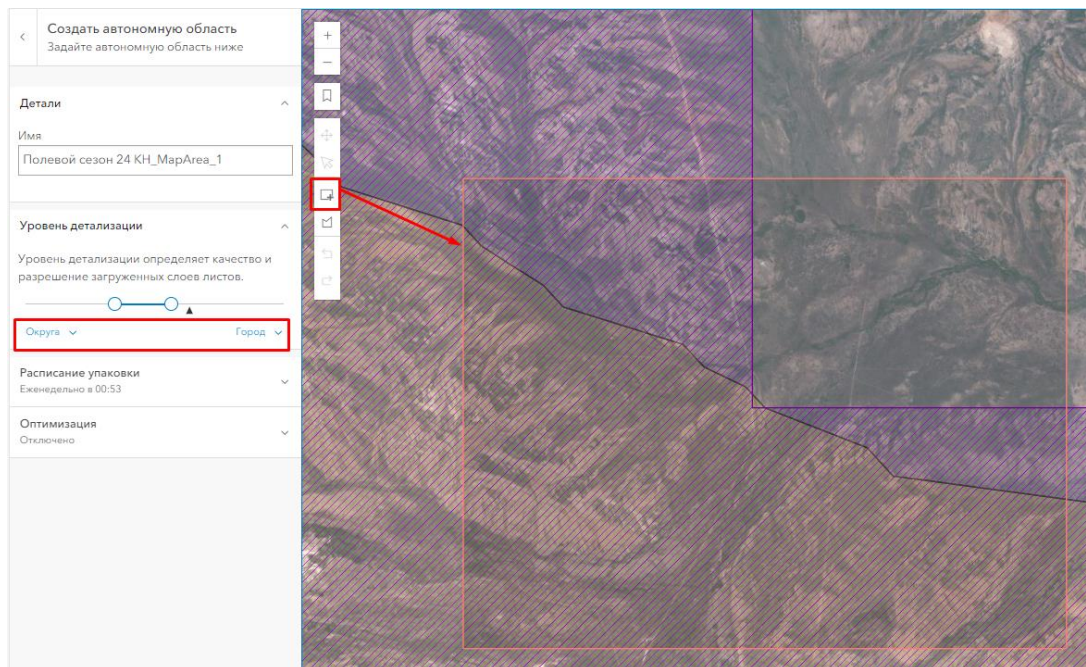 Создать автономную область
Задайте автономную область ниже
Детали
Имя
Полевой сезон 24 КН_MapArea_1
Уровень детализации
Уровень детализации определяет качество и
разрешение загруженных слоев листов.
Округа
Город
Расписание упаковки
Еженедельно в 00:53
Оптимизация
Отключено